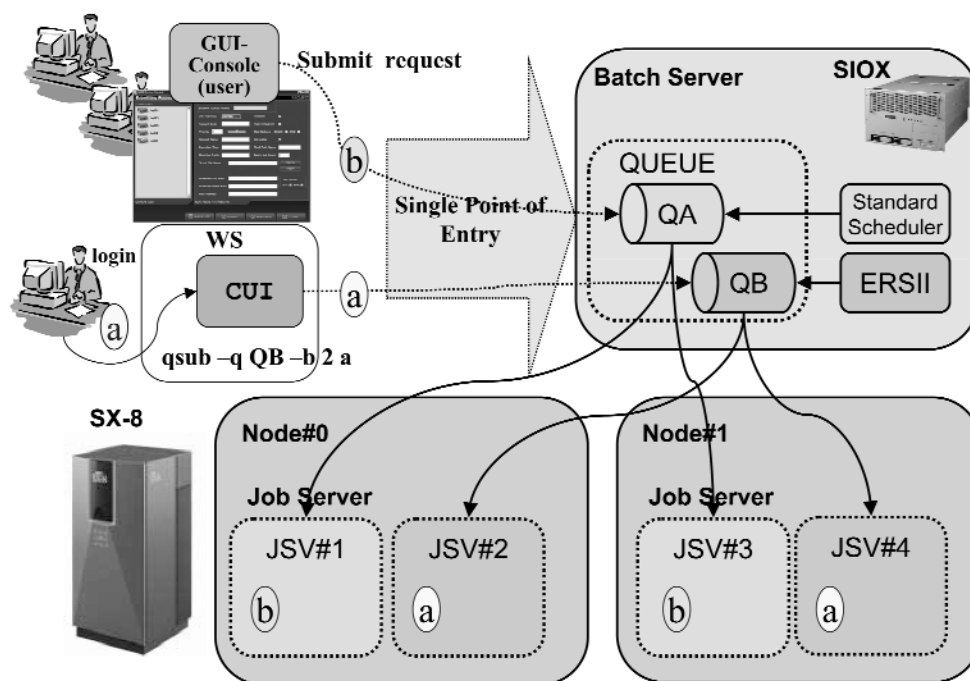 GUI-
Console
(user)
Submit request
b
Single Point of
Entry
login
a
WS
CUI
a
qsub –q QB –b 2 a
Batch Server
SIOX
QUEUE
QA
QB
Standard
Scheduler
ERSII
SX-8
Node#0
Job Server
JSV#1
b
JSV#2
a
Node#1
Job Server
JSV#3
b
JSV#4
a